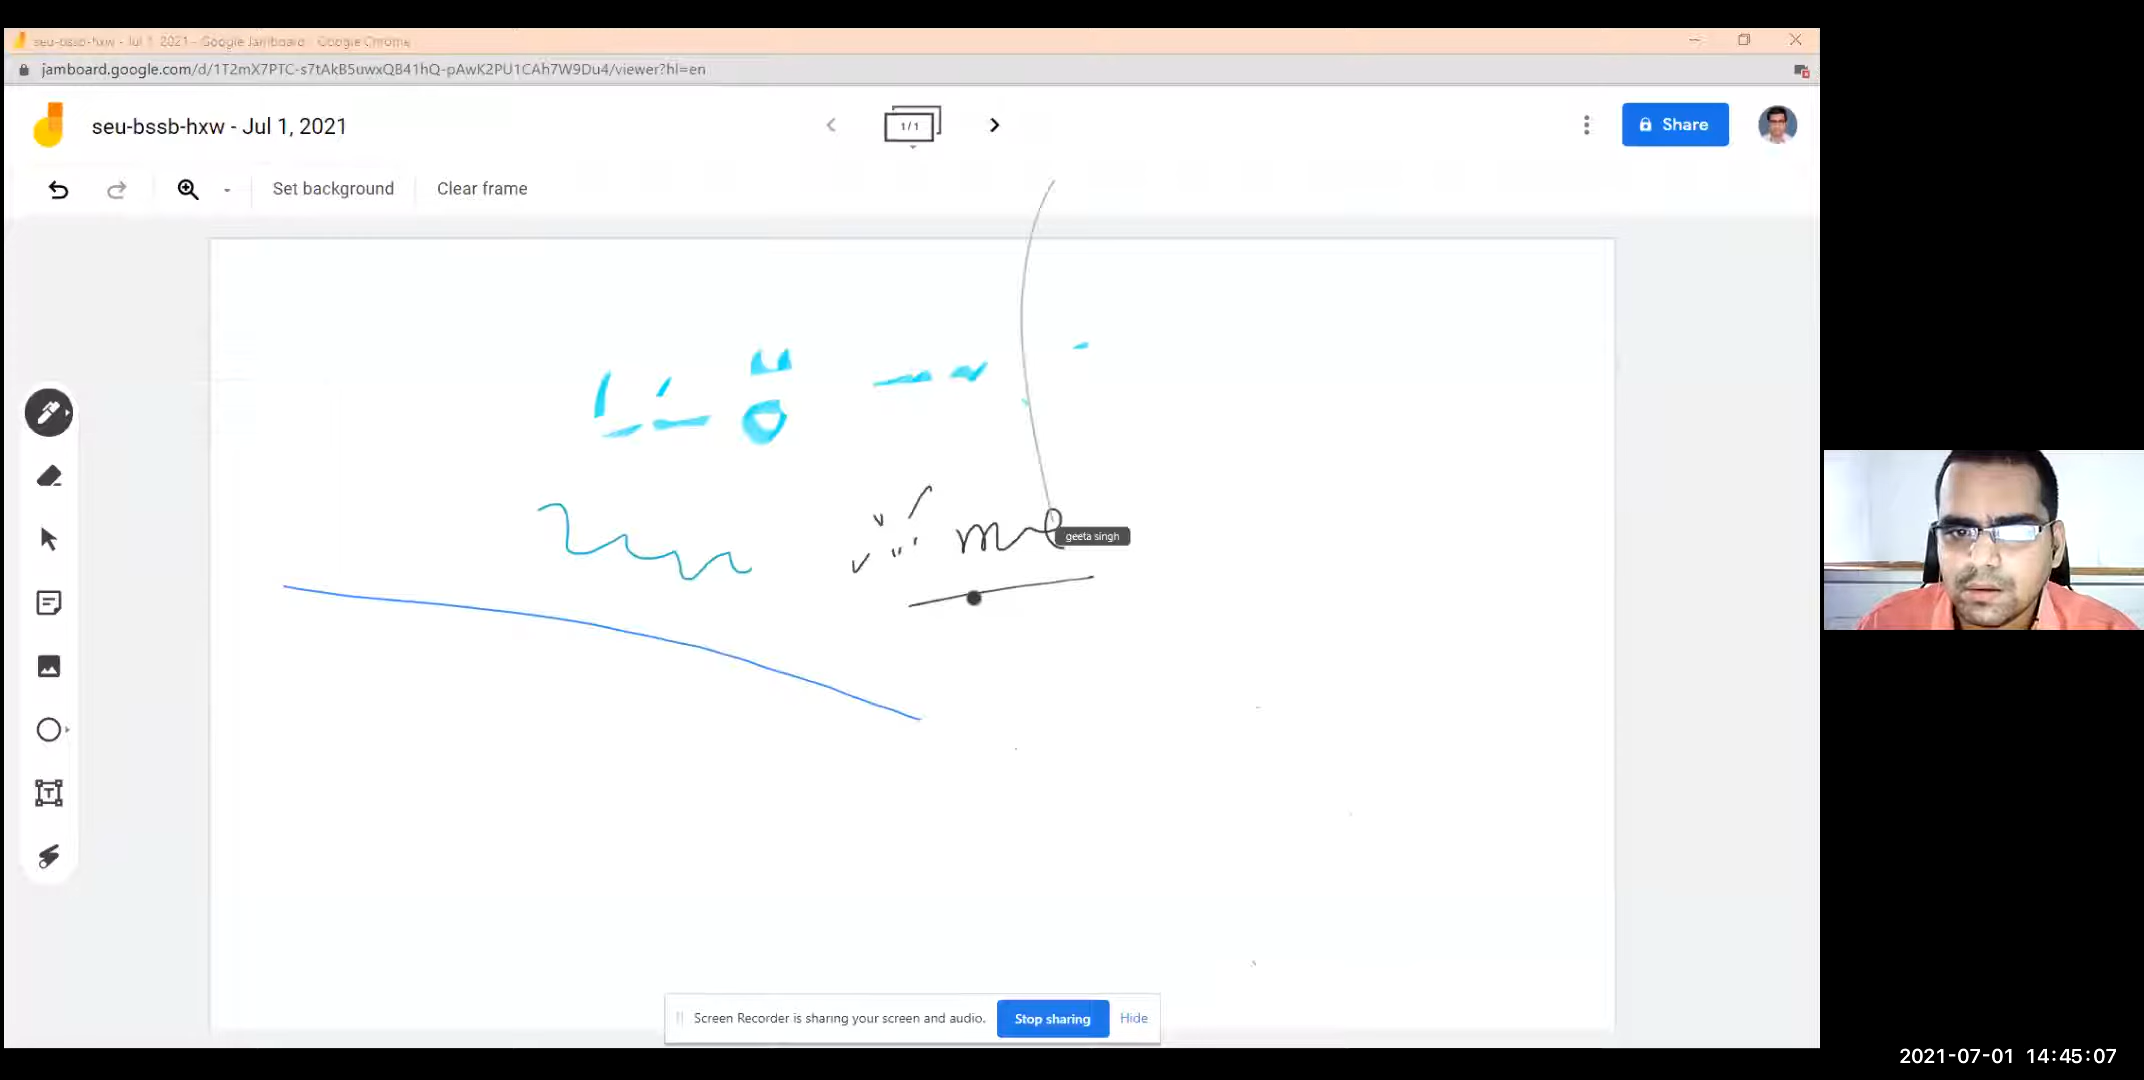 seu-bssb-hxw - Jul 1, 2021 - Google Jamboard - Google Chrome
jamboard.google.com/d/1T2mX7PTC-s7tAkB5uwxQB41hQ-pAwK2PU1CAh7W9Du4/viewer?hl=en
seu-bssb-hxw - Jul 1, 2021
1/1
Share
Set background
Clear frame
geeta singh
Screen Recorder is sharing your screen and audio.
Stop sharing
Hide
2021-07-01 14:45:07